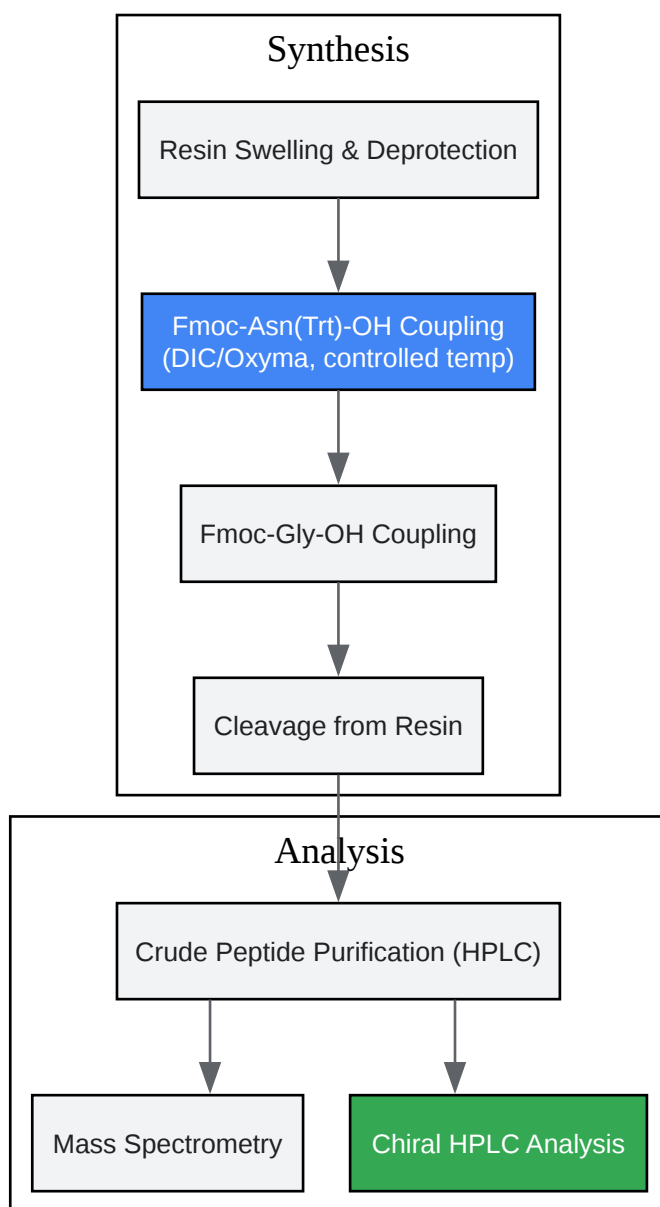 Synthesis
Resin Swelling & Deprotection
Fmoc-Asn(Trt)-OH Coupling
(DIC/Oxyma, controlled temp)
Fmoc-Gly-OH Coupling
Cleavage from Resin
Analysis
Crude Peptide Purification (HPLC)
Mass Spectrometry
Chiral HPLC Analysis